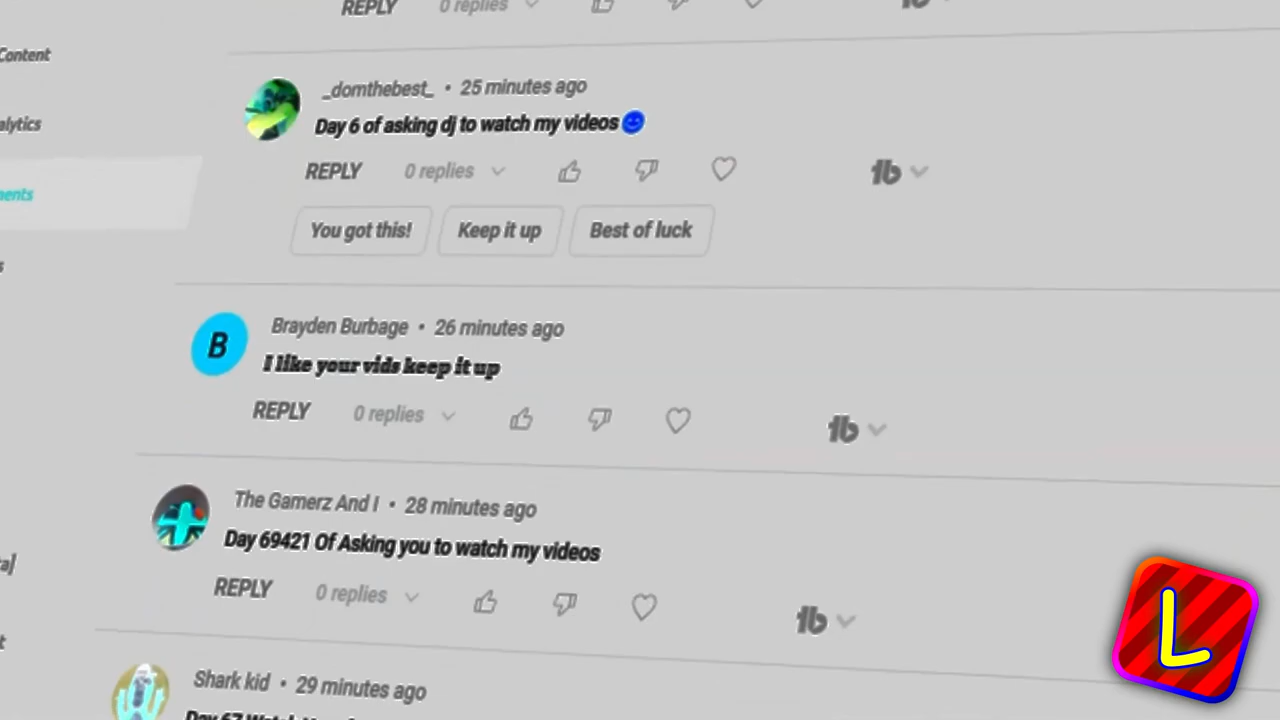 REPLY 0 replies
Content
_domthebest_ • 25 minutes ago
Day 6 of asking dj to watch my videos
REPLY 0 replies
You got this! Keep it up Best of luck
Brayden Burbage • 26 minutes ago
B
I like your vids keep it up
REPLY 0 replies
The Gamerz And I • 28 minutes ago
Day 69421 Of Asking you to watch my videos
REPLY 0 replies
Shark kid • 29 minutes ago
L